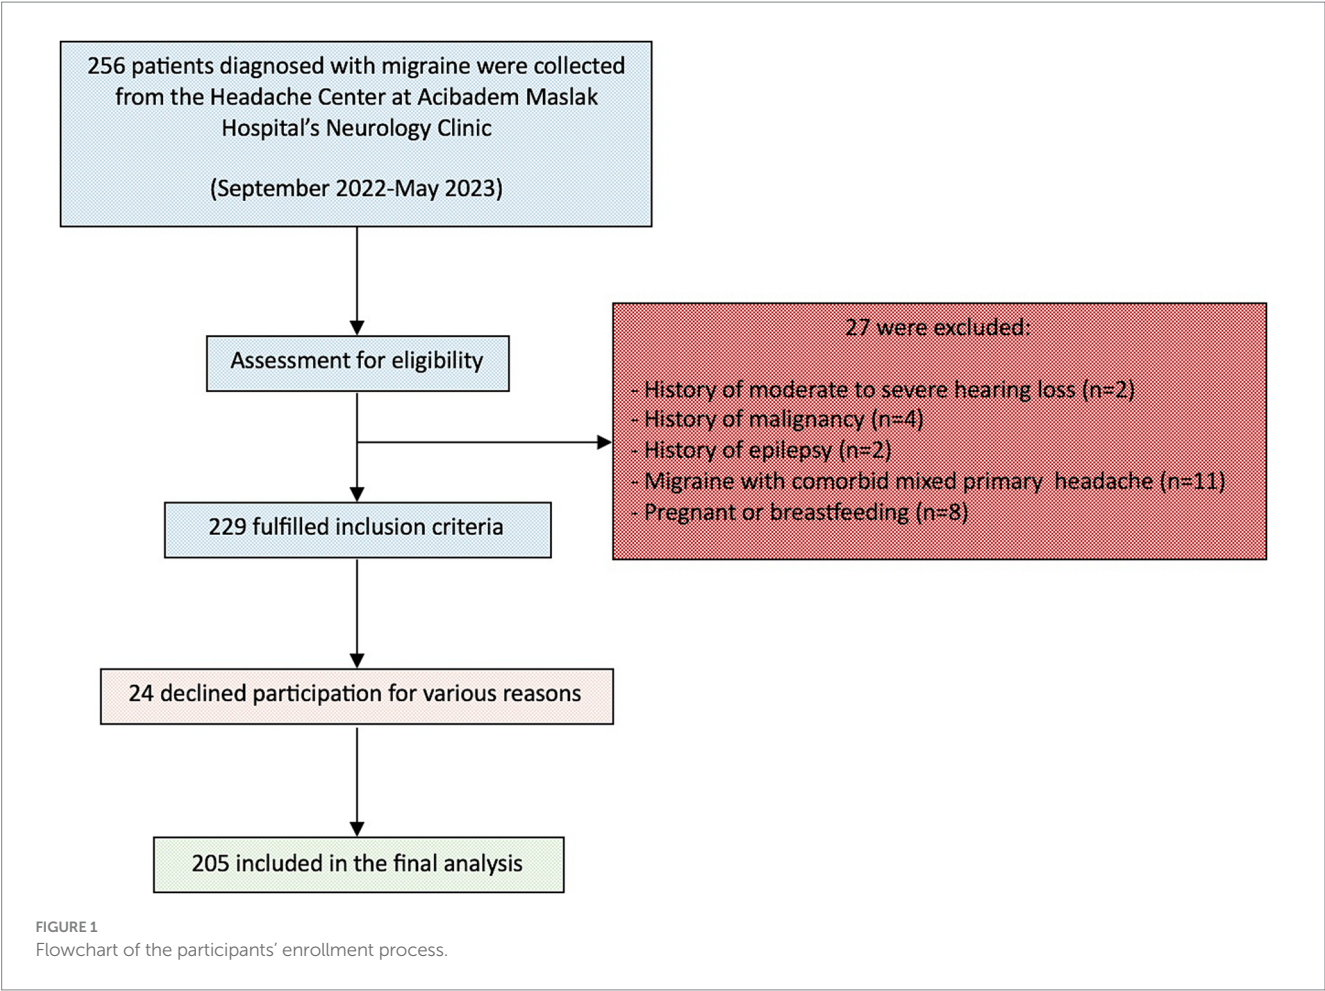 256 patients diagnosed with migraine were collected
from the Headache Center at Acibadem Maslak
Hospital’s Neurology Clinic
(September 2022-May 2023)
Assessment for eligibility
27 were excluded:
- History of moderate to severe hearing loss (n=2)
- History of malignancy (n=4)
- History of epilepsy (n=2)
- Migraine with comorbid mixed primary  headache (n=11)
- Pregnant or breastfeeding (n=8)
229 fulfilled inclusion criteria
24 declined participation for various reasons
205 included in the final analysis
FIGURE 1
Flowchart of the participants’ enrollment process.